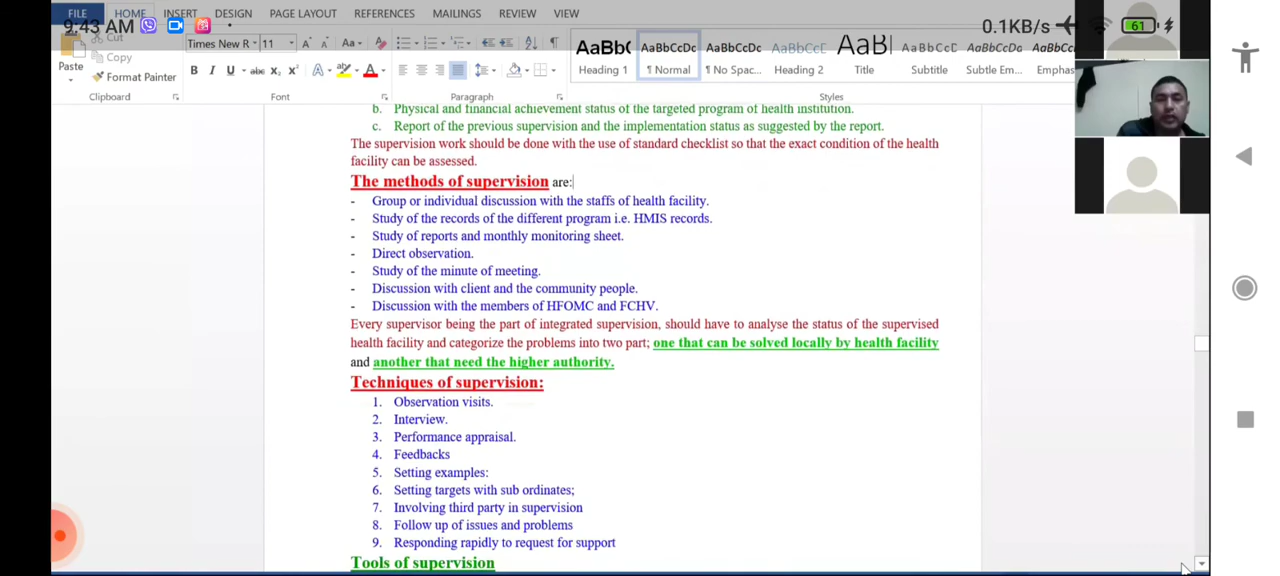 FILE HOME INSERT DESIGN PAGE LAYOUT REFERENCES MAILINGS REVIEW VIEW
9:43 AM 0.1KB/s 61
Cut
Copy
Paste Format Painter
Times New R 11 Aa
B I U abc X₂ X² A ab A
AaBb( AaBbCcDc AaBbCcDc AaBbCcE AaB AaBbCcD AaBbCcDc
Heading 1 ¶ Normal ¶ No Spac... Heading 2 Title Subtitle Subtle Em...
Clipboard Font Paragraph Styles
b. Physical and financial achievement status of the targeted program of health institution.
c. Report of the previous supervision and the implementation status as suggested by the report.
The supervision work should be done with the use of standard checklist so that the exact condition of the health
facility can be assessed.
The methods of supervision are:
- Group or individual discussion with the staffs of health facility.
- Study of the records of the different program i.e. HMIS records.
- Study of reports and monthly monitoring sheet.
- Direct observation.
- Study of the minute of meeting.
- Discussion with client and the community people.
- Discussion with the members of HFOMC and FCHV.
Every supervisor being the part of integrated supervision, should have to analyse the status of the supervised
health facility and categorize the problems into two part; one that can be solved locally by health facility
and another that need the higher authority.
Techniques of supervision:
1. Observation visits.
2. Interview.
3. Performance appraisal.
4. Feedbacks
5. Setting examples:
6. Setting targets with sub ordinates;
7. Involving third party in supervision
8. Follow up of issues and problems
9. Responding rapidly to request for support
Tools of supervision